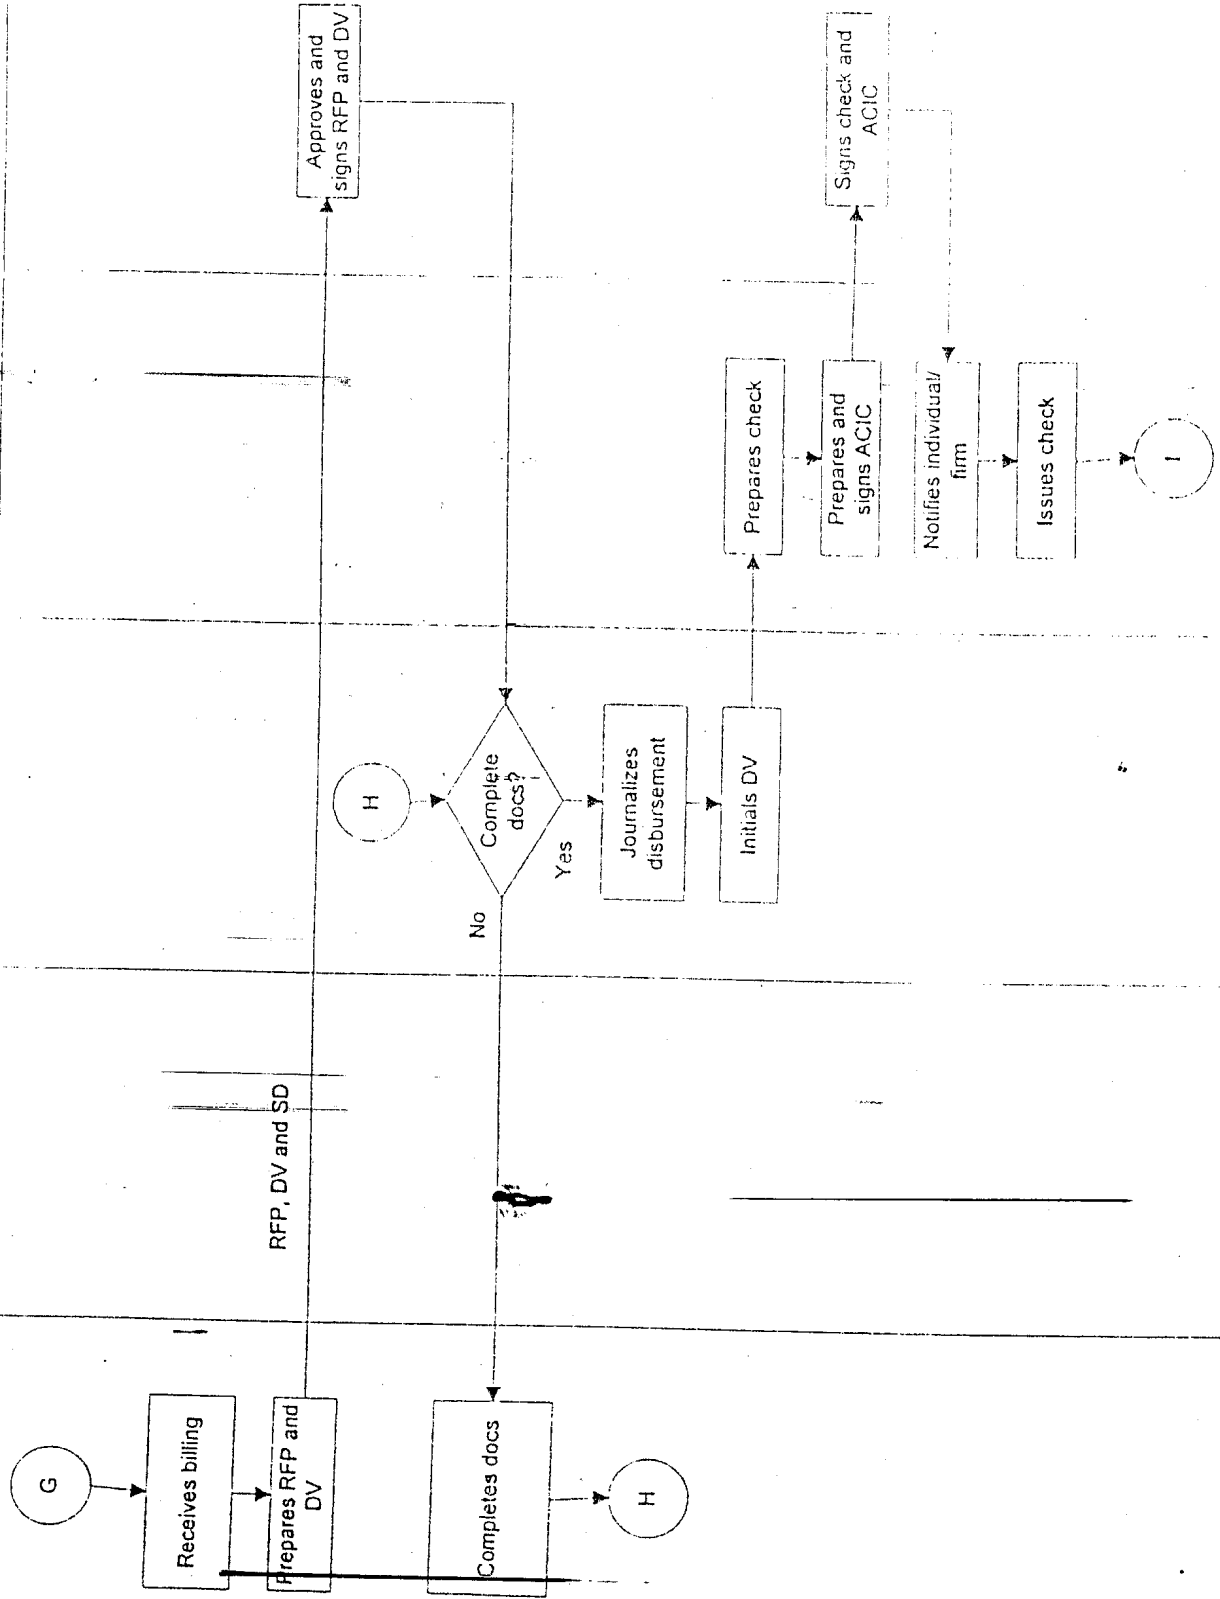 G
Receives billing
Prepares RFP and
DV
RFP, DV and SD
Approves and
signs RFP and DV
H
Complete
docs?
No
Yes
Completes docs
H
Journalizes
disbursement
Initials DV
Prepares check
Prepares and
signs ACIC
Signs check and
ACIC
Notifies individual/
firm
Issues check
I